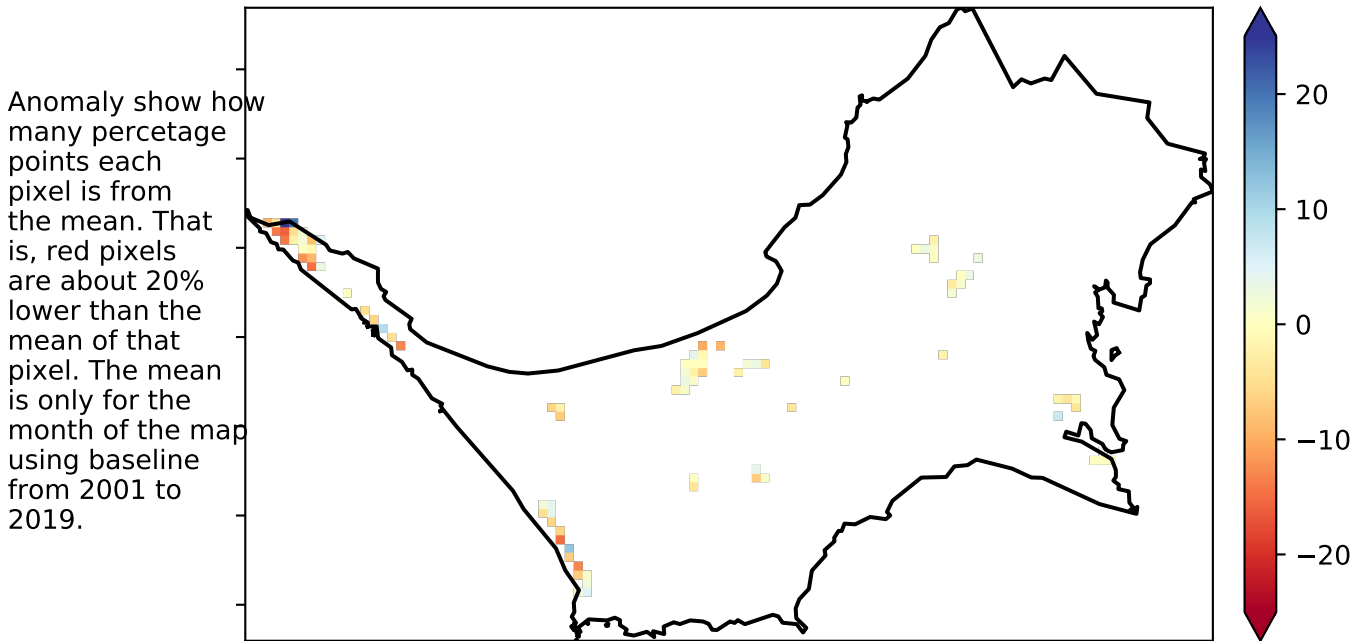 Anomaly show how
many percetage
points each
pixel is from
the mean. That
is, red pixels
are about 20%
lower than the
mean of that
pixel. The mean
is only for the
month of the map
using baseline
from 2001 to
2019.
20
10
0
−10
−20